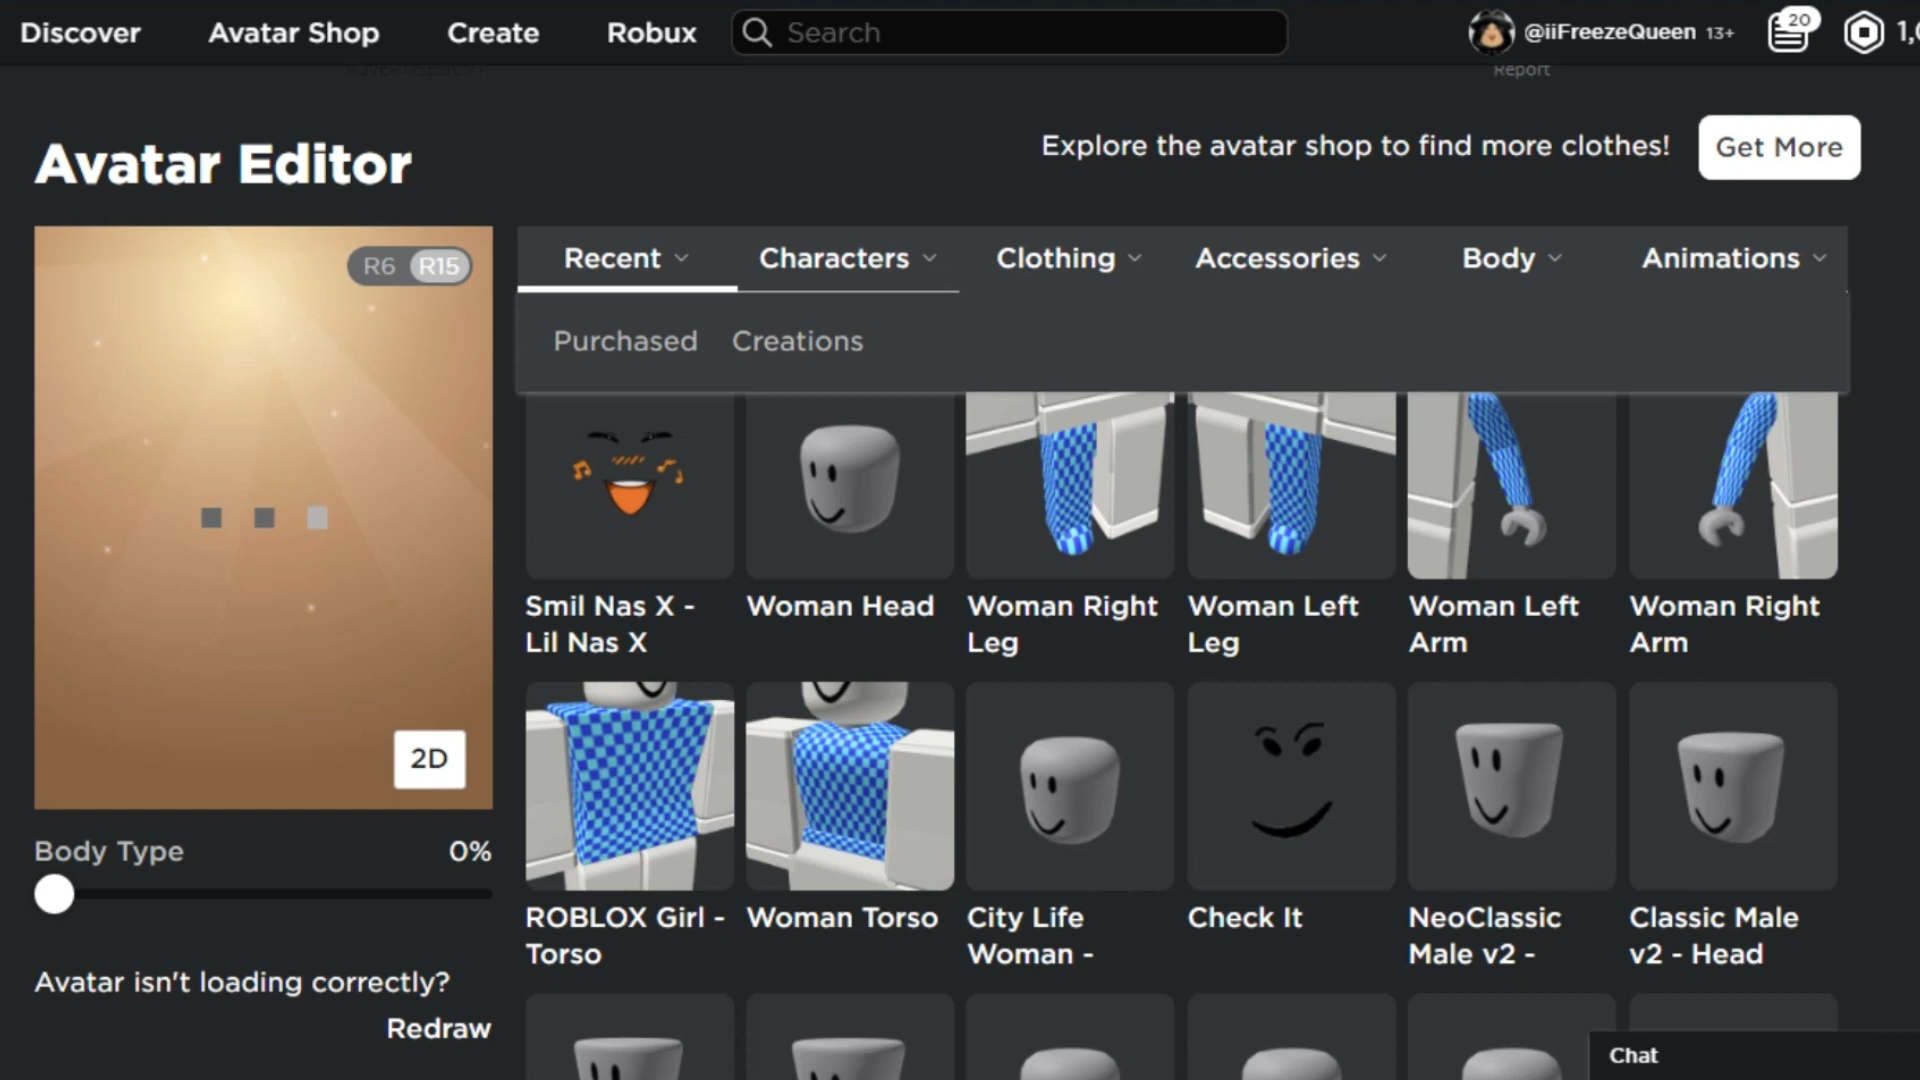 Discover Avatar Shop Create Robux Search @iiFreezeQueen 13+ 20
ADVERTISEMENT Report
Avatar Editor Explore the avatar shop to find more clothes! Get More
R6 R15
Recent Characters Clothing Accessories Body Animations
Purchased Creations
Smil Nas X - Lil Nas X
Woman Head
Woman Right Leg
Woman Left Leg
Woman Left Arm
Woman Right Arm
2D
ROBLOX Girl - Torso
Woman Torso
City Life Woman -
Check It
NeoClassic Male v2 -
Classic Male v2 - Head
Body Type 0%
Avatar isn't loading correctly?
Redraw
Chat